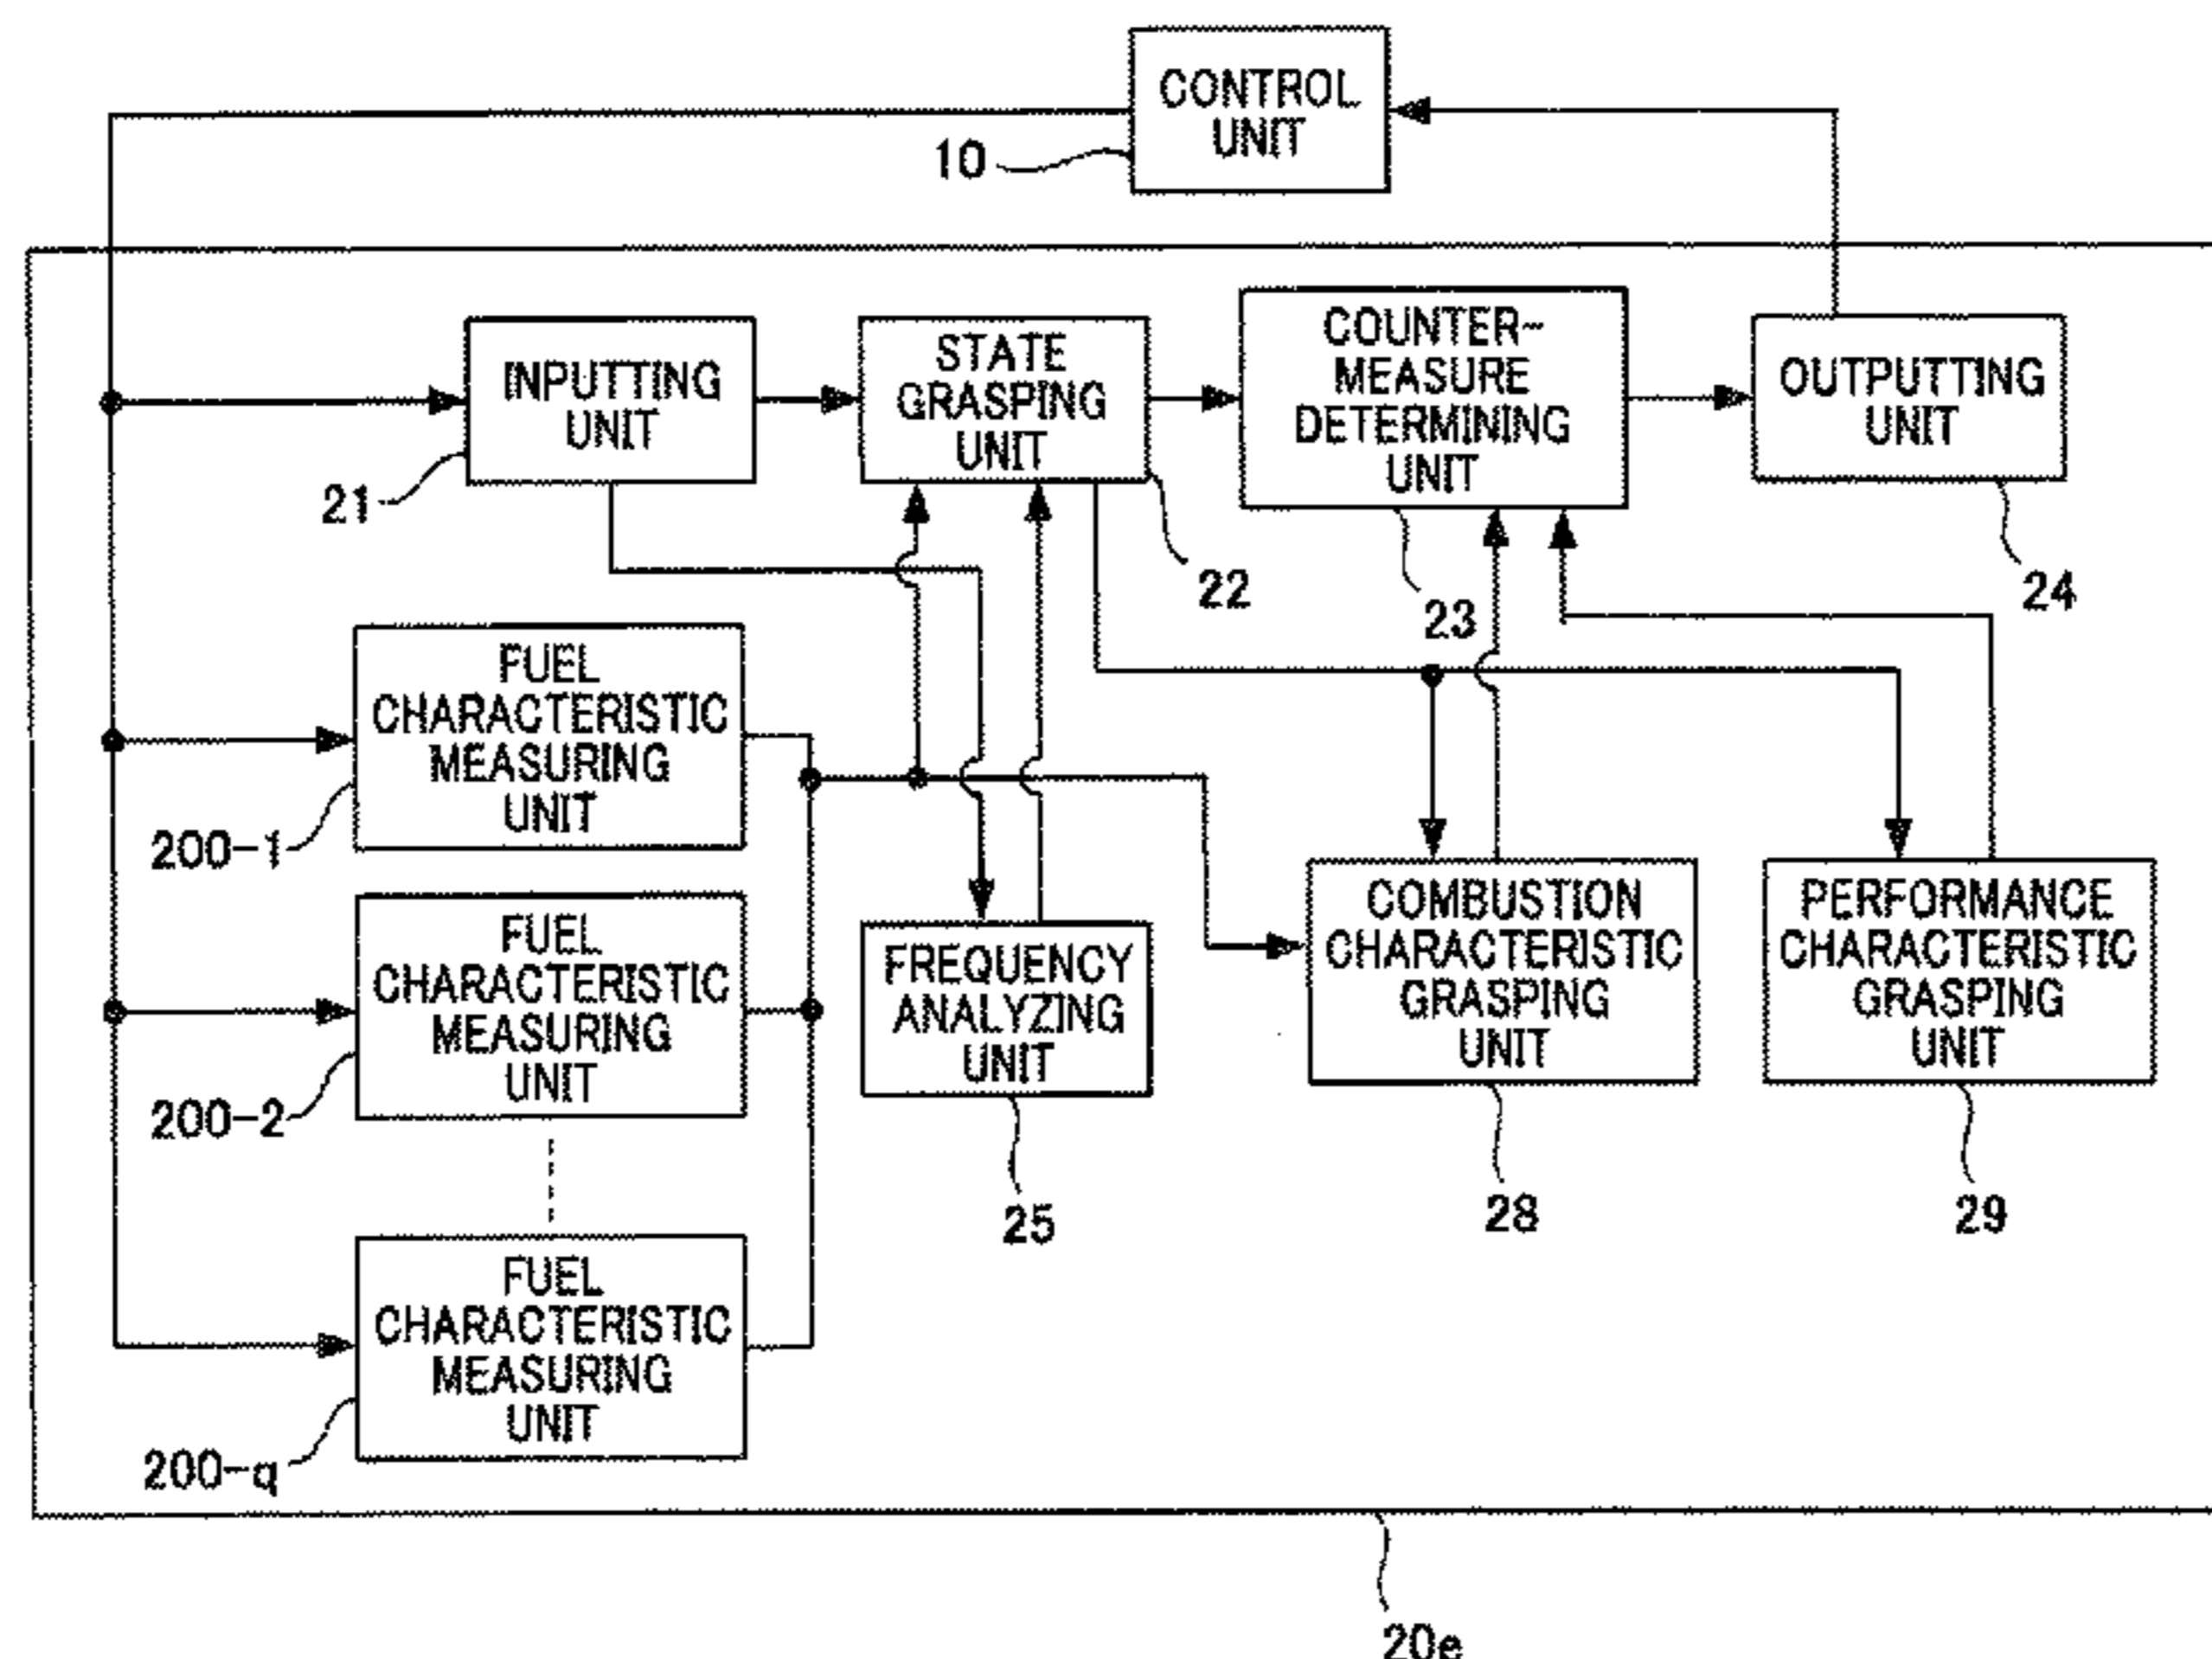 CONTROL
UNIT
10
INPUTTING
UNIT
21
STATE
GRASPING
UNIT
22
COUNTER-
MEASURE
DETERMINING
UNIT
23
OUTPUTTING
UNIT
24
FUEL
CHARACTERISTIC
MEASURING
UNIT
200-1
FUEL
CHARACTERISTIC
MEASURING
UNIT
200-2
FUEL
CHARACTERISTIC
MEASURING
UNIT
200-q
FREQUENCY
ANALYZING
UNIT
25
COMBUSTION
CHARACTERISTIC
GRASPING
UNIT
28
PERFORMANCE
CHARACTERISTIC
GRASPING
UNIT
29
20e